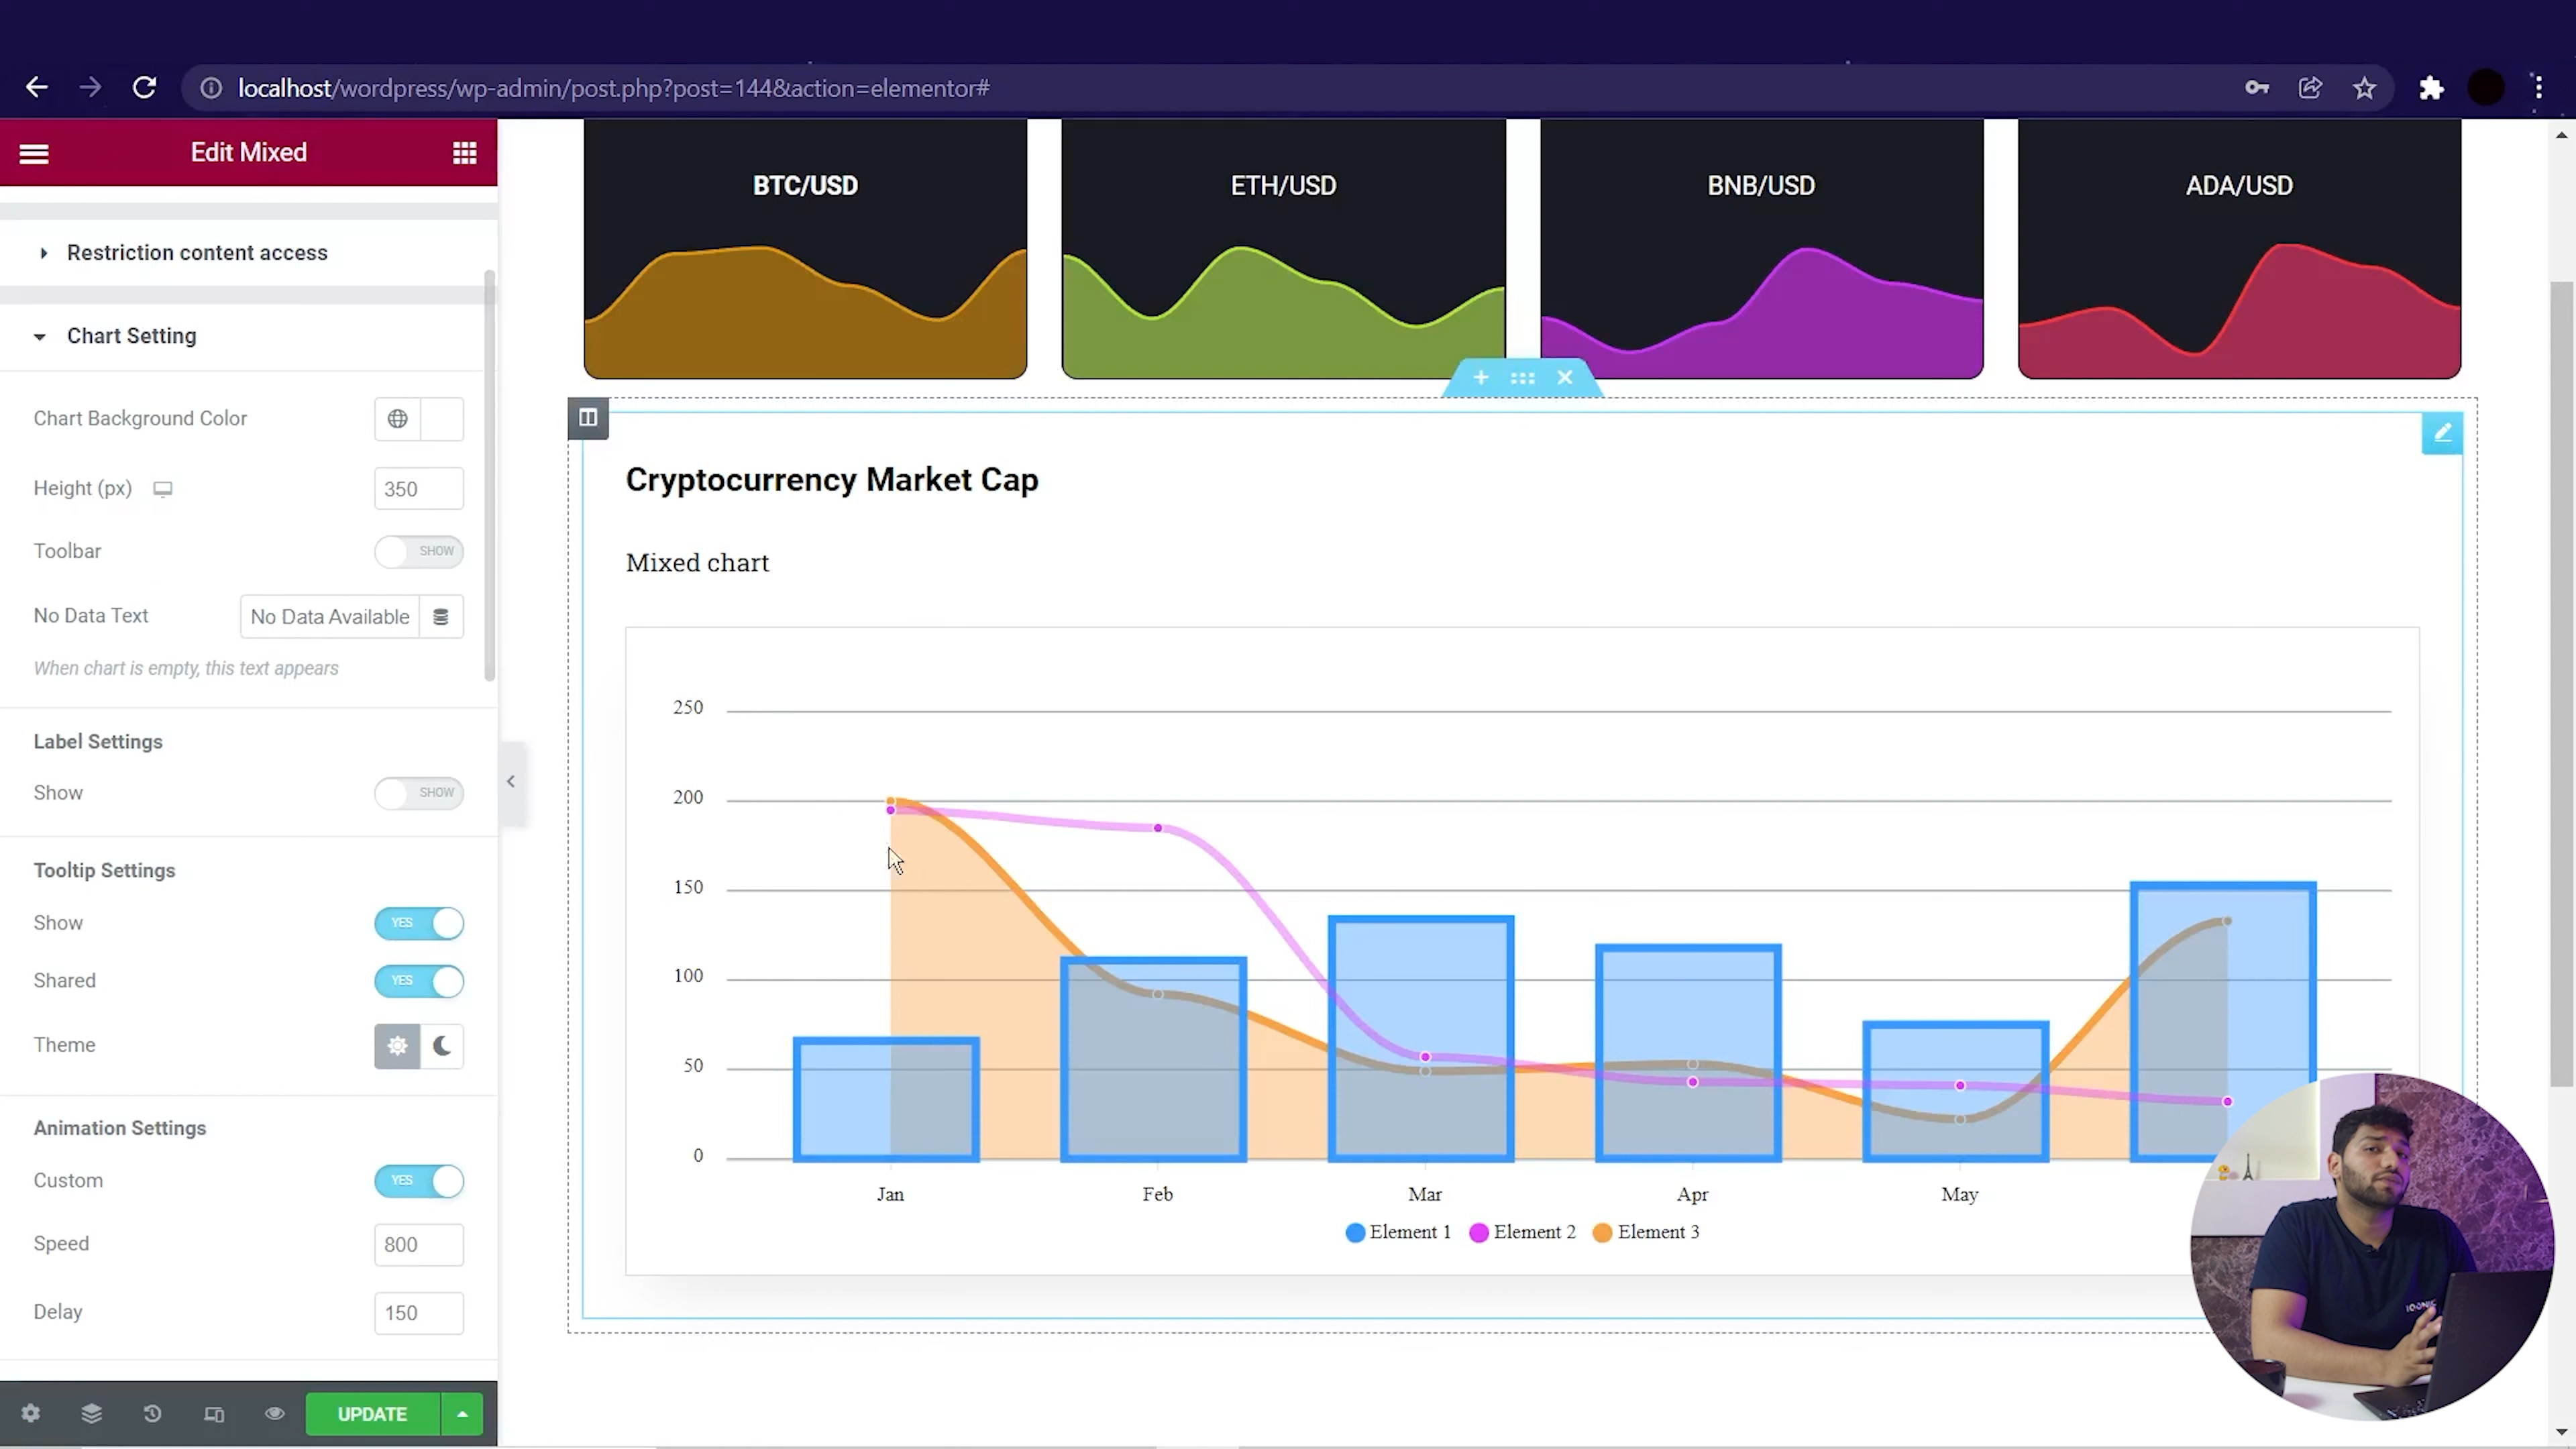 localhost/wordpress/wp-admin/post.php?post=144&action=elementor#
Edit Mixed
Restriction content access
Chart Setting
Chart Background Color
Height (px)
350
Toolbar
SHOW
No Data Text
No Data Available
When chart is empty, this text appears
Label Settings
Show
SHOW
Tooltip Settings
Show
YES
Shared
YES
Theme
Animation Settings
Custom
YES
Speed
800
Delay
150
UPDATE
BTC/USD
ETH/USD
BNB/USD
ADA/USD
Cryptocurrency Market Cap
Mixed chart
250
200
150
100
50
0
Jan
Feb
Mar
Apr
May
Element 1
Element 2
Element 3